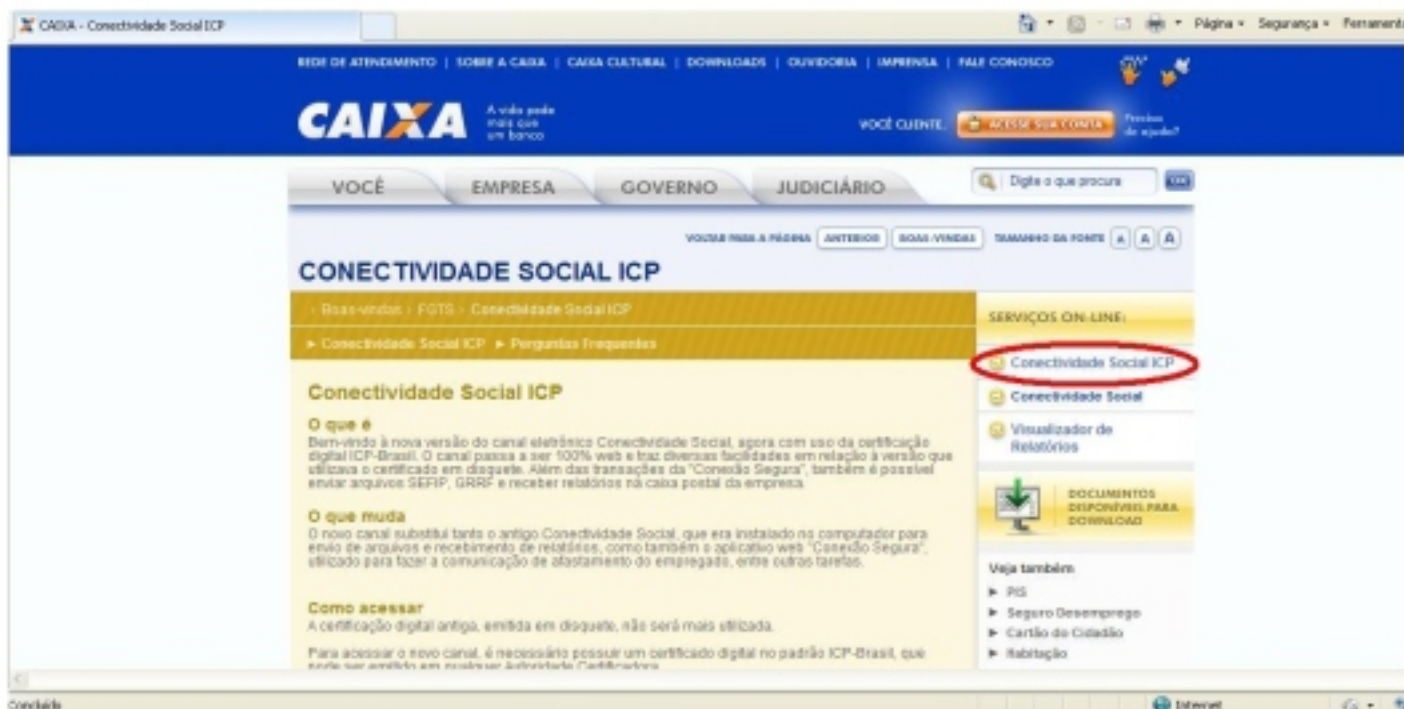 CAIXA - Conectividade Social ICP
Página Segurança Ferramenta
REDE DE ATENDIMENTO | SOBRE A CAIXA | CAIXA CULTURAL | DOWNLOADS | OUVIDORIA | IMPRENSA | FALE CONOSCO
CAIXA
A vida pede
mais que
um banco
VOCÊ CLIENTE.
ACESSE SUA CONTA
Precisa
de ajuda?
VOCÊ EMPRESA GOVERNO JUDICIÁRIO
Digite o que procura
VOLTAR PARA A PÁGINA ANTERIOR BOAS-VINDAS TAMANHO DA FONTE A A A
CONECTIVIDADE SOCIAL ICP
› Boas-vindas › FGTS › Conectividade Social ICP
► Conectividade Social ICP ► Perguntas Frequentes
Conectividade Social ICP
O que é
Bem-vindo à nova versão do canal eletrônico Conectividade Social, agora com uso da certificação
digital ICP-Brasil. O canal passa a ser 100% web e traz diversas facilidades em relação à versão que
utilizava o certificado em disquete. Além das transações da "Conexão Segura", também é possível
enviar arquivos SEFIP, GRRF e receber relatórios na caixa postal da empresa.
O que muda
O novo canal substitui tanto o antigo Conectividade Social, que era instalado no computador para
envio de arquivos e recebimento de relatórios, como também o aplicativo web "Conexão Segura",
utilizado para fazer a comunicação de afastamento do empregado, entre outras tarefas.
Como acessar
A certificação digital antiga, emitida em disquete, não será mais utilizada.
Para acessar o novo canal, é necessário possuir um certificado digital no padrão ICP-Brasil, que
pode ser emitido em qualquer Autoridade Certificadora
SERVIÇOS ON-LINE:
Conectividade Social ICP
Conectividade Social
Visualizador de
Relatórios
DOCUMENTOS
DISPONÍVEIS PARA
DOWNLOAD
Veja também
► PIS
► Seguro Desemprego
► Cartão do Cidadão
► Habitação
Concluído
Internet